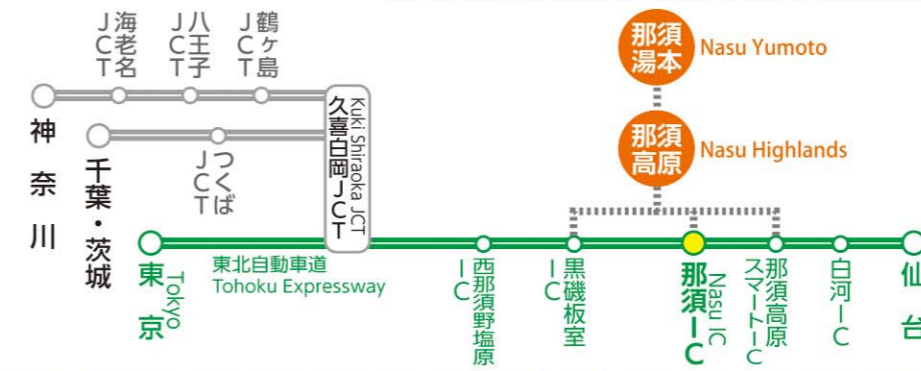 海老名JCT
八王子JCT
鶴ヶ島JCT
神奈川
千葉・茨城
つくばJCT
久喜白岡JCT
Kuki Shiraoka JCT
那須
湯本
Nasu Yumoto
那須
高原
Nasu Highlands
東京
Tokyo
東北自動車道
Tohoku Expressway
西那須野塩原
IC
黒磯板室
IC
那須IC
Nasu IC
那須高原
スマートIC
白河IC
仙台